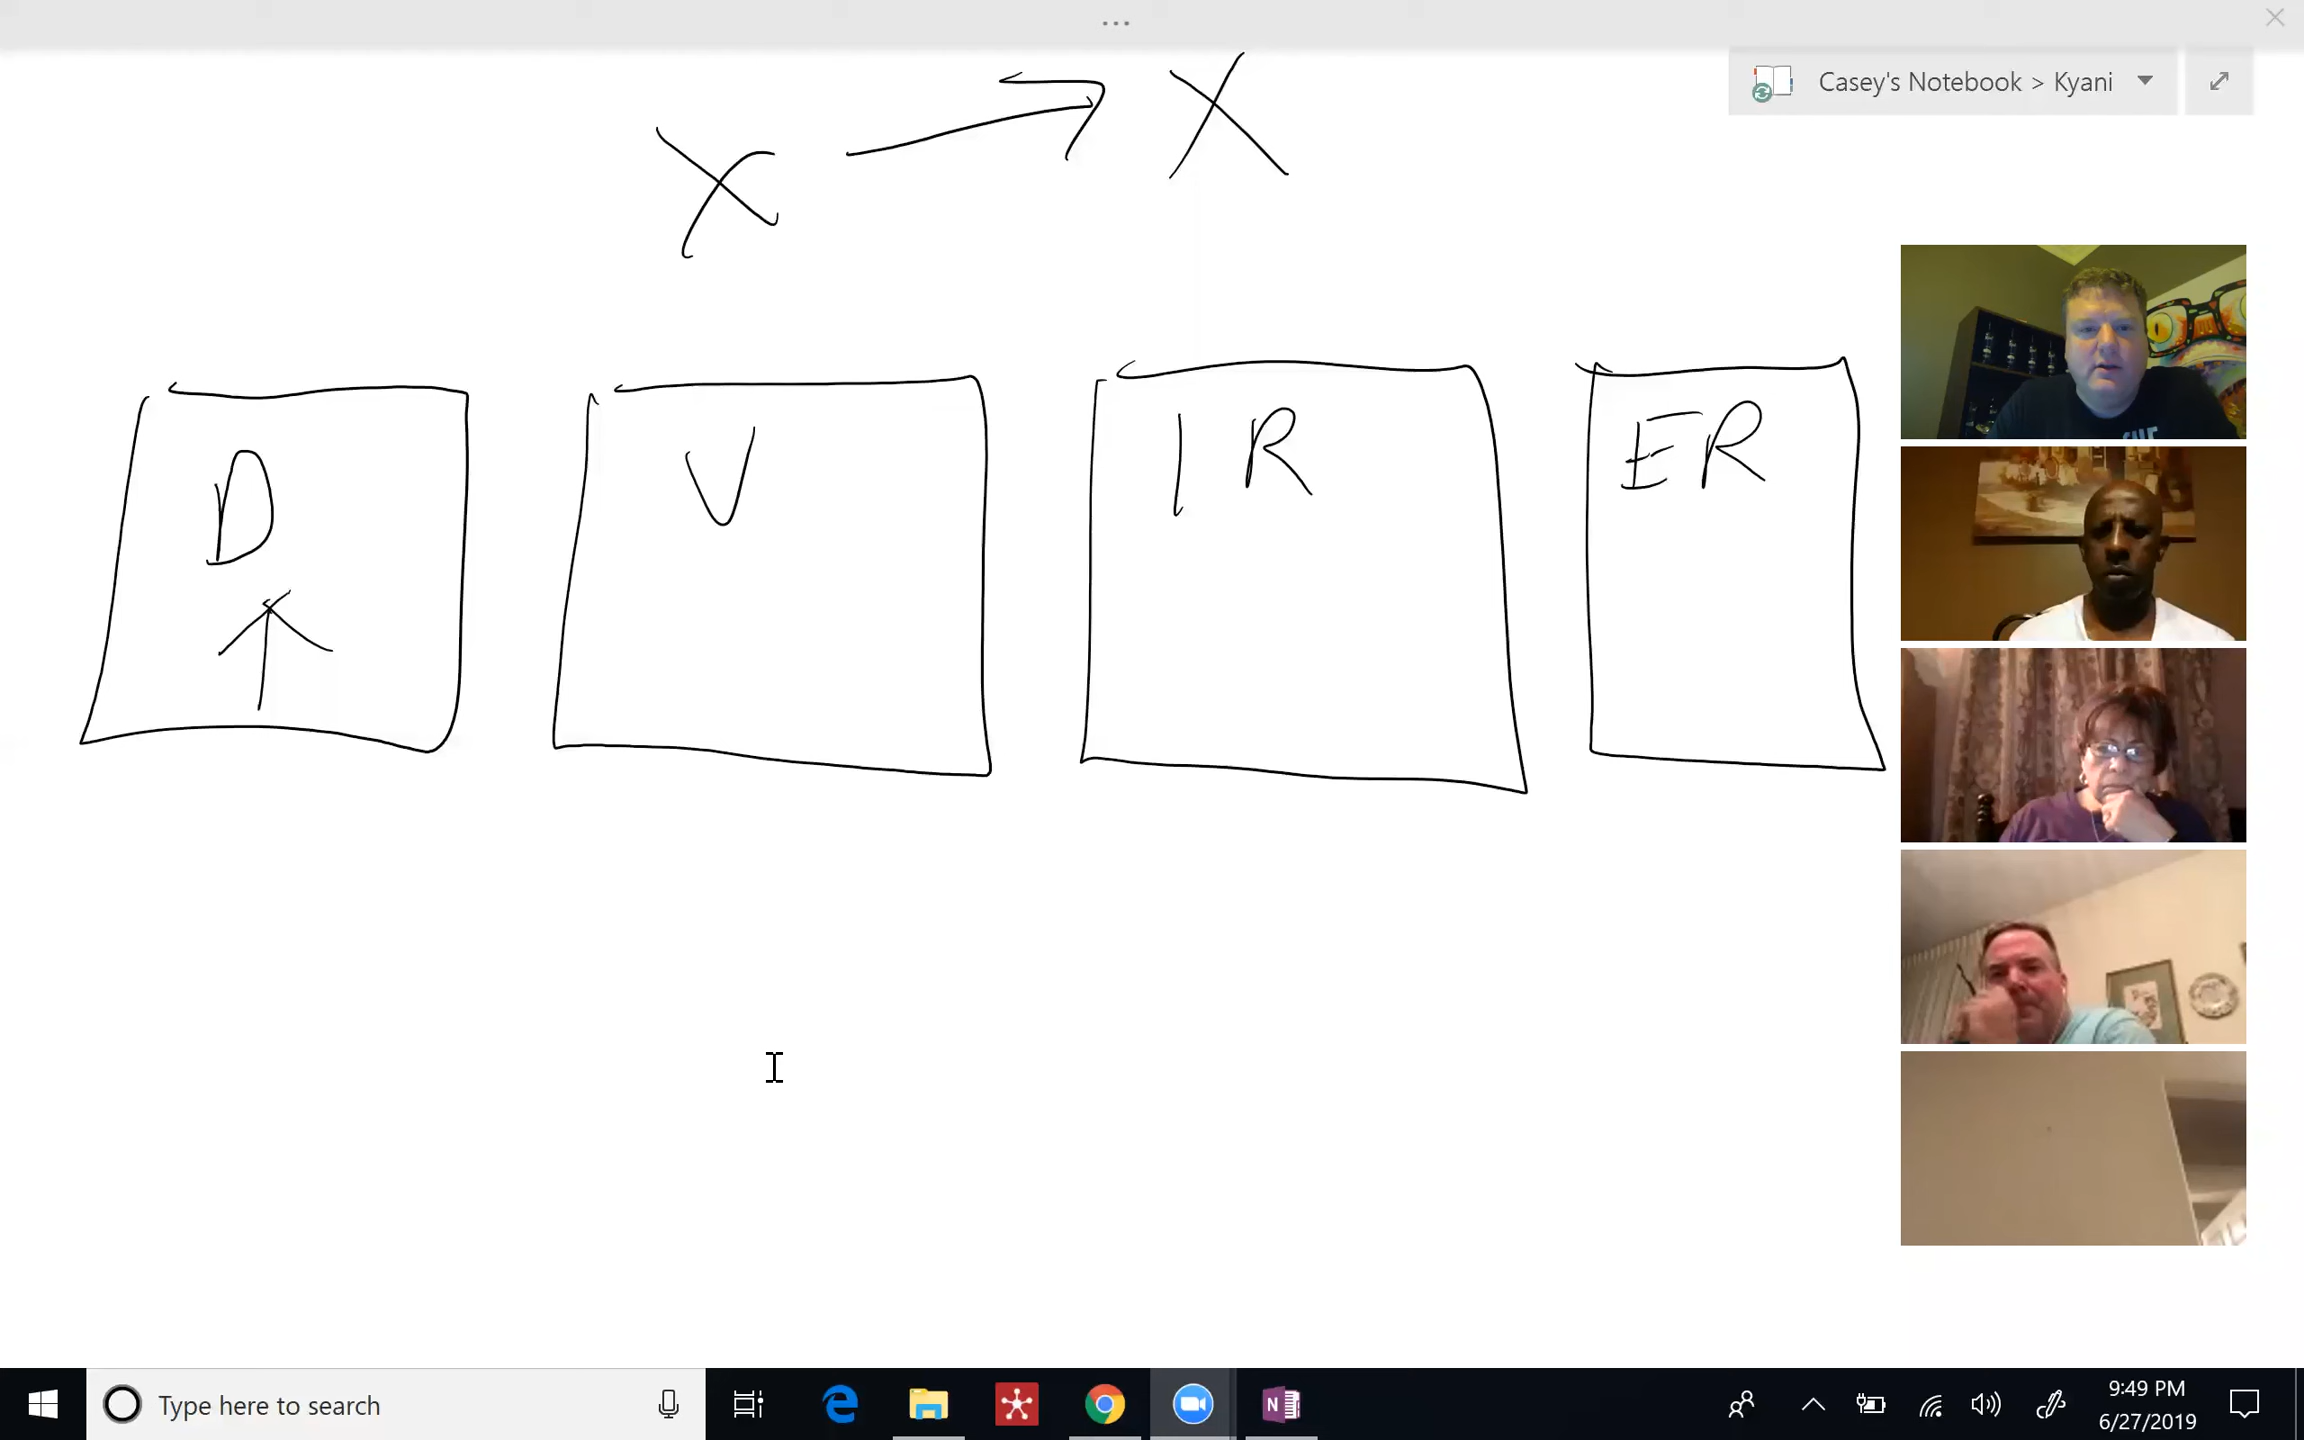 ...
Casey's Notebook > Kyani
X X
D V IR ER
Type here to search
9:49 PM
6/27/2019